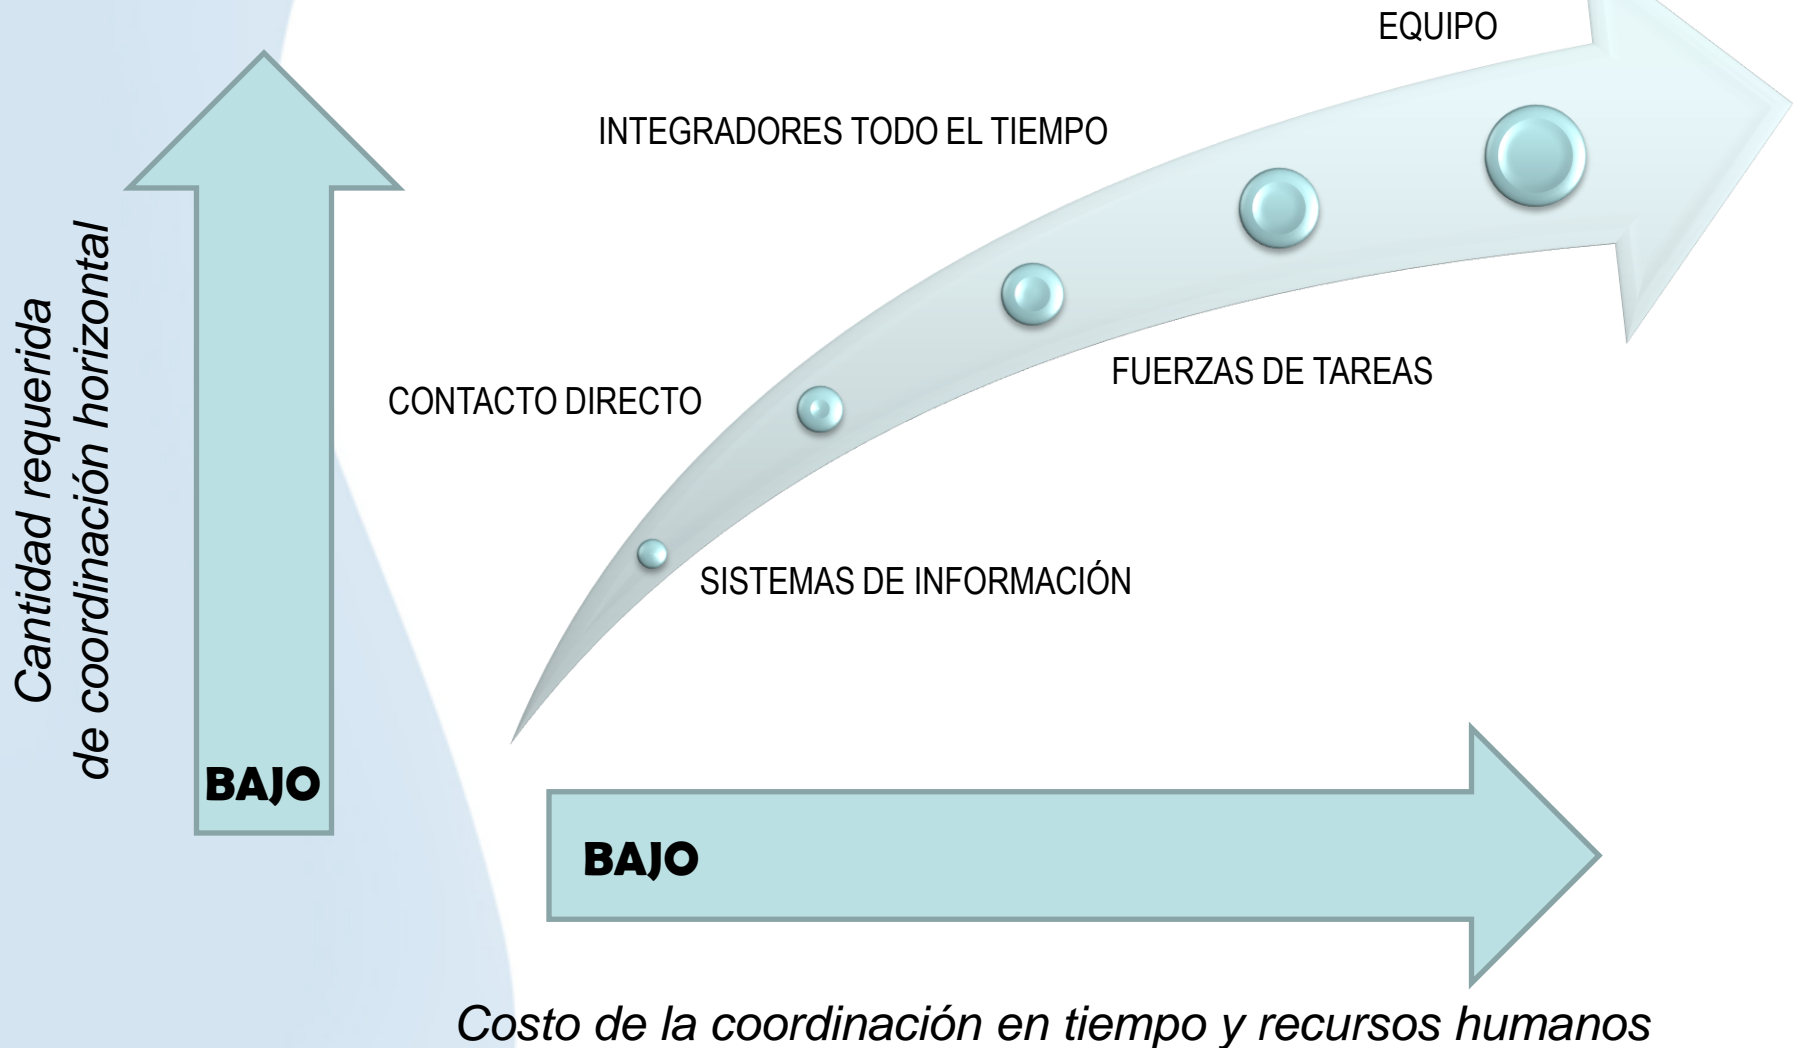 EQUIPO
INTEGRADORES TODO EL TIEMPO
FUERZAS DE TAREAS
CONTACTO DIRECTO
SISTEMAS DE INFORMACIÓN
Cantidad requerida
de coordinación horizontal
BAJO
BAJO
Costo de la coordinación en tiempo y recursos humanos